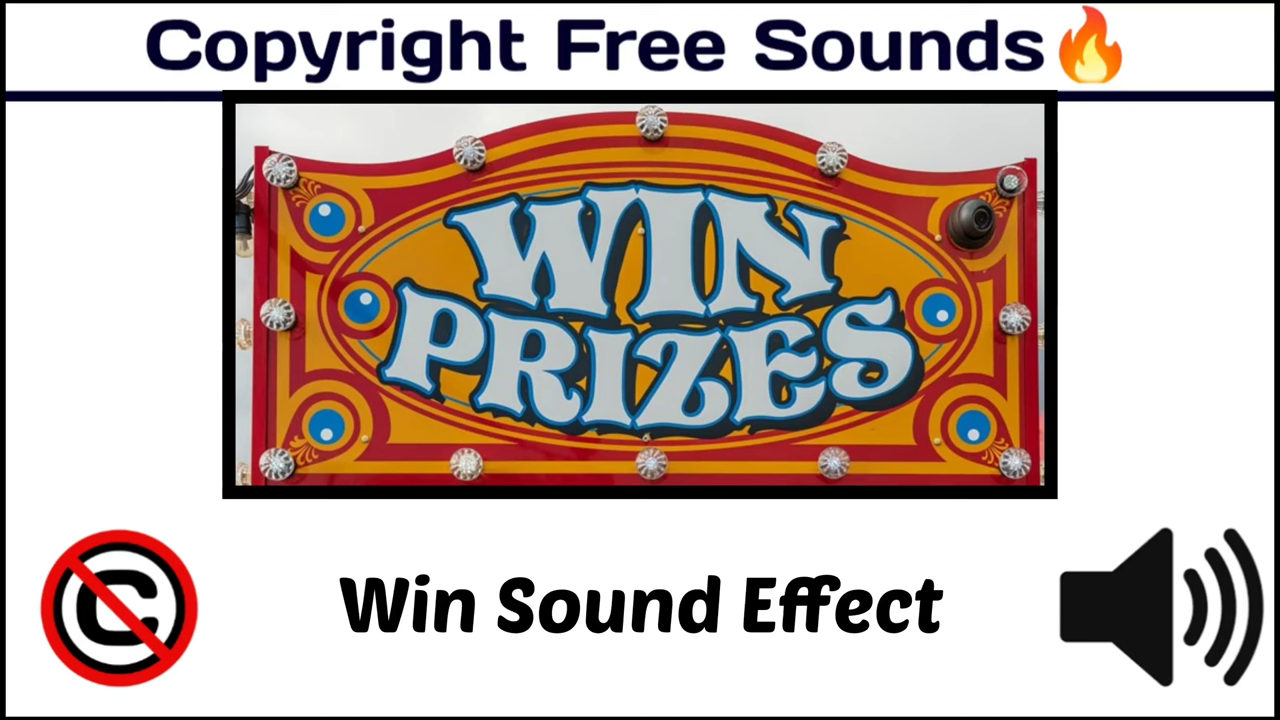 Copyright Free Sounds🔥
WIN
PRIZES
C
Win Sound Effect